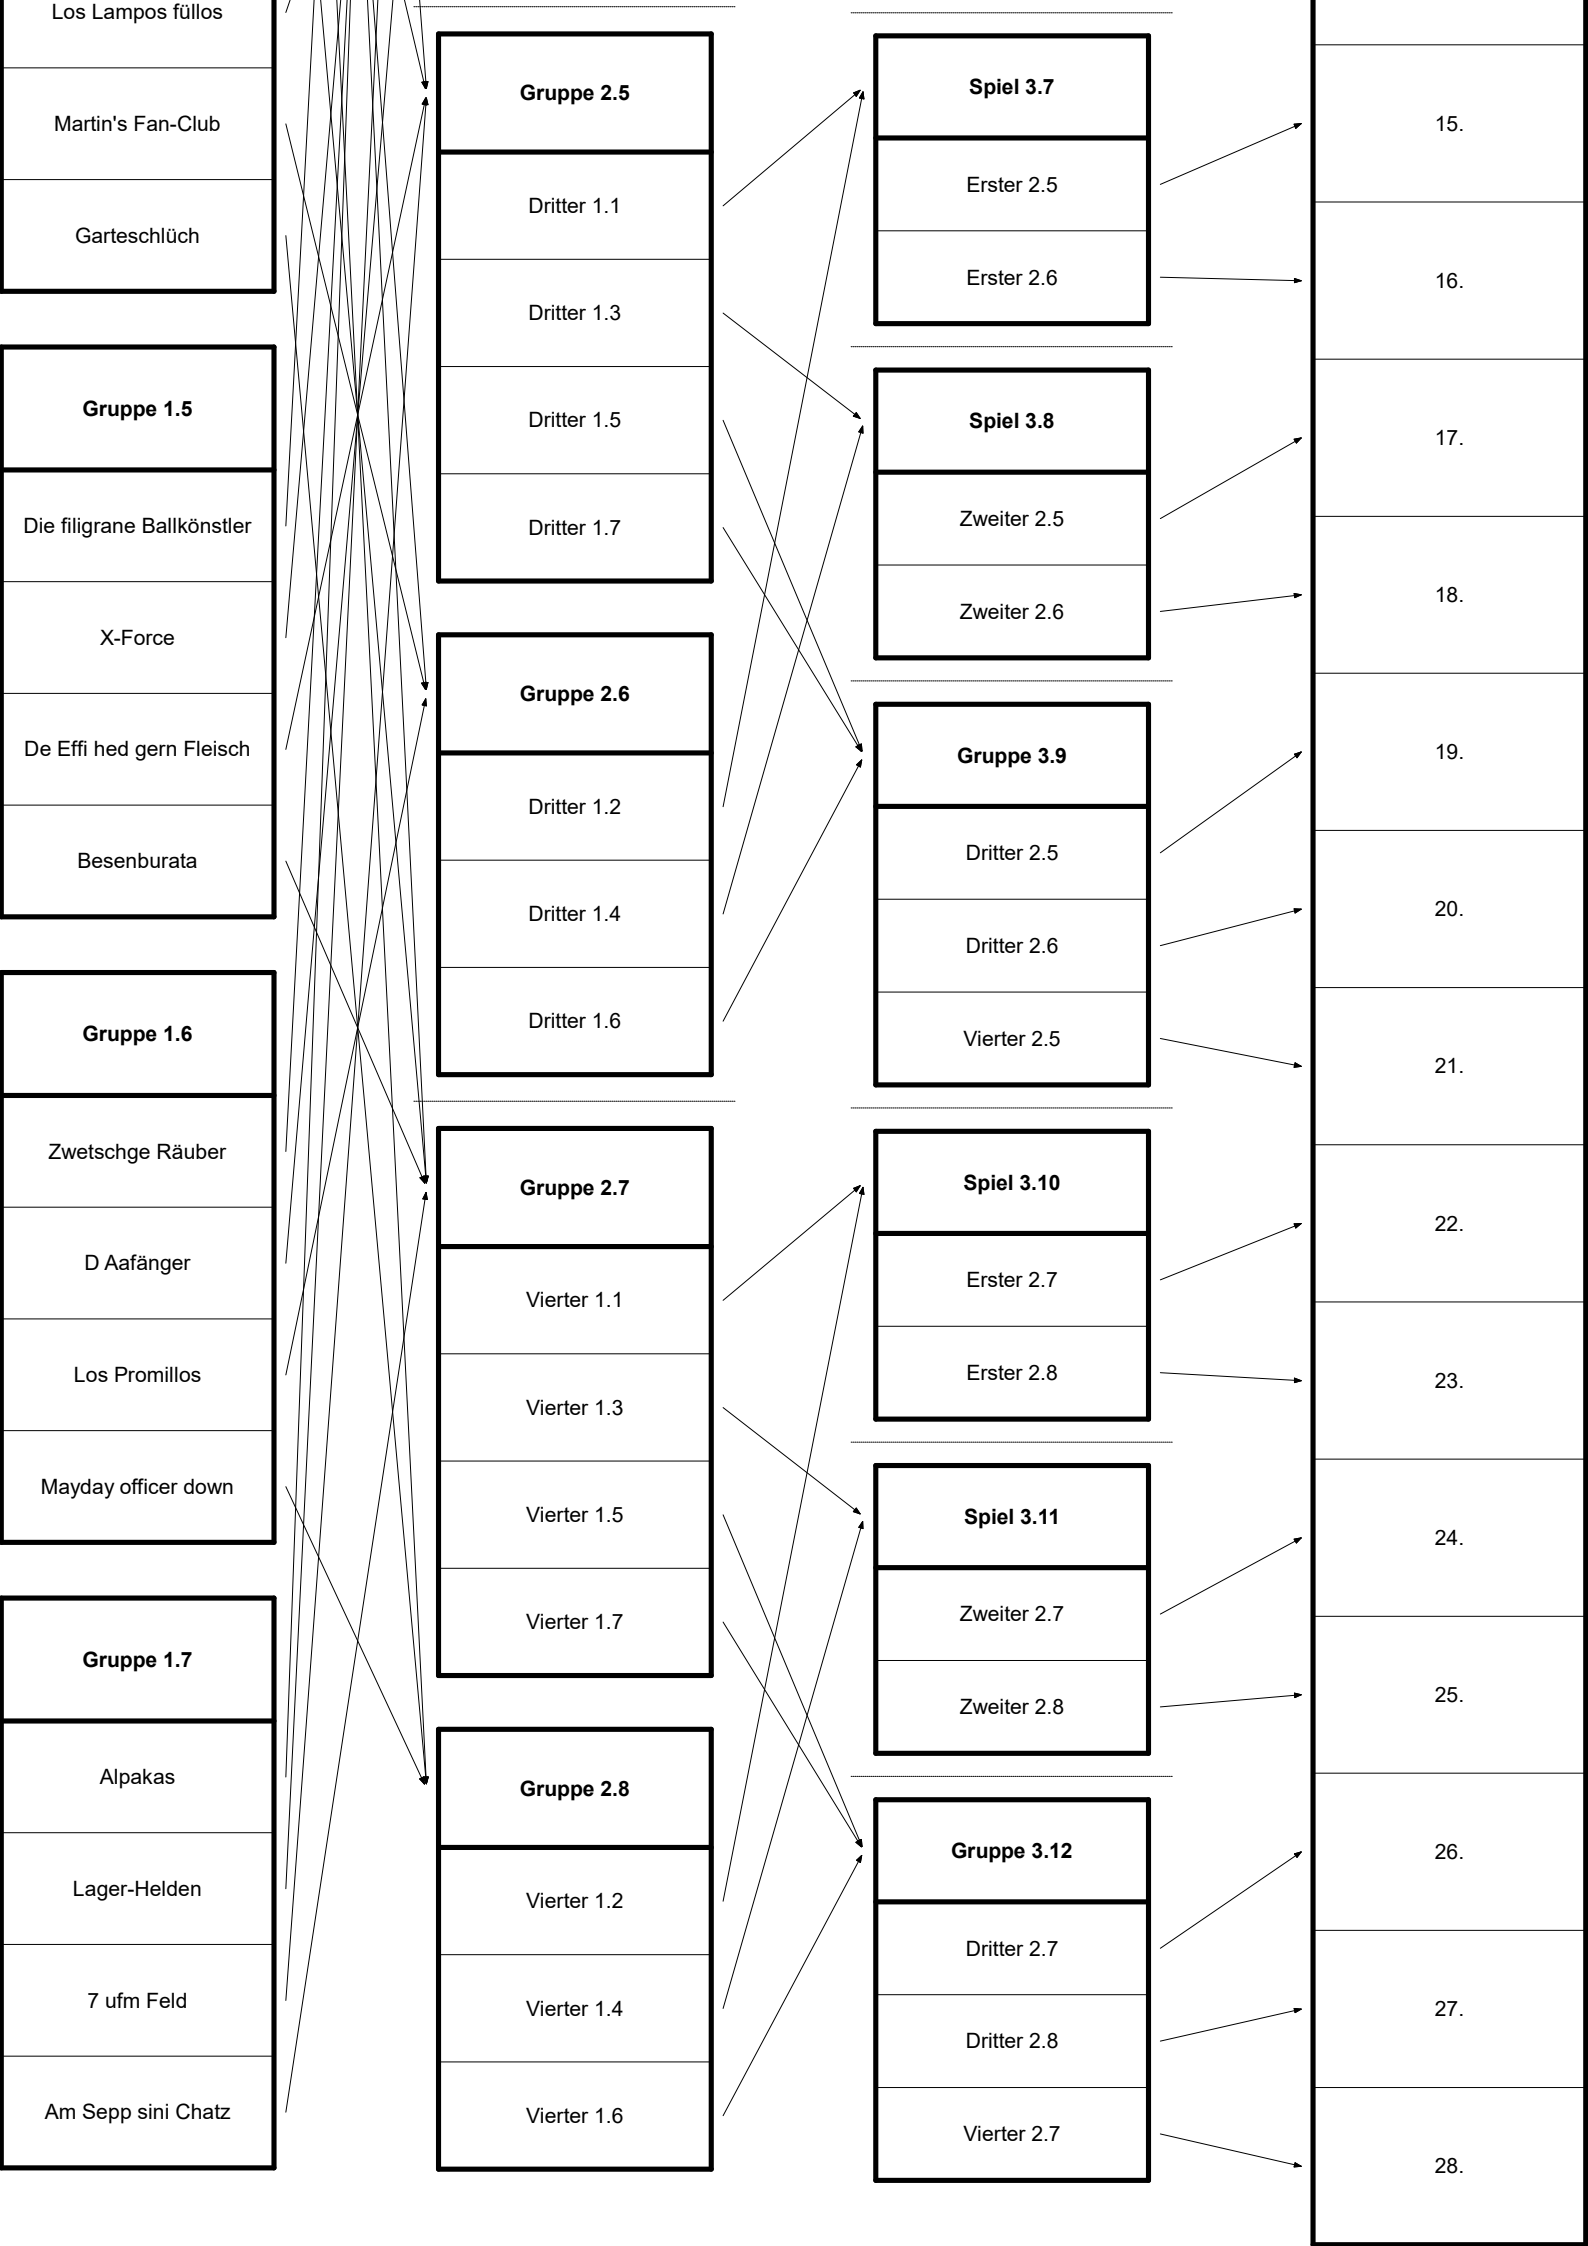 Los Lampos füllos
Martin's Fan-Club
Garteschlüch
Gruppe 1.5
Die filigrane Ballkönstler
X-Force
De Effi hed gern Fleisch
Besenburata
Gruppe 1.6
Zwetschge Räuber
D Aafänger
Los Promillos
Mayday officer down
Gruppe 1.7
Alpakas
Lager-Helden
7 ufm Feld
Am Sepp sini Chatz
Gruppe 2.5
Dritter 1.1
Dritter 1.3
Dritter 1.5
Dritter 1.7
Gruppe 2.6
Dritter 1.2
Dritter 1.4
Dritter 1.6
Gruppe 2.7
Vierter 1.1
Vierter 1.3
Vierter 1.5
Vierter 1.7
Gruppe 2.8
Vierter 1.2
Vierter 1.4
Vierter 1.6
Spiel 3.7
Erster 2.5
Erster 2.6
Spiel 3.8
Zweiter 2.5
Zweiter 2.6
Gruppe 3.9
Dritter 2.5
Dritter 2.6
Vierter 2.5
Spiel 3.10
Erster 2.7
Erster 2.8
Spiel 3.11
Zweiter 2.7
Zweiter 2.8
Gruppe 3.12
Dritter 2.7
Dritter 2.8
Vierter 2.7
15.
16.
17.
18.
19.
20.
21.
22.
23.
24.
25.
26.
27.
28.